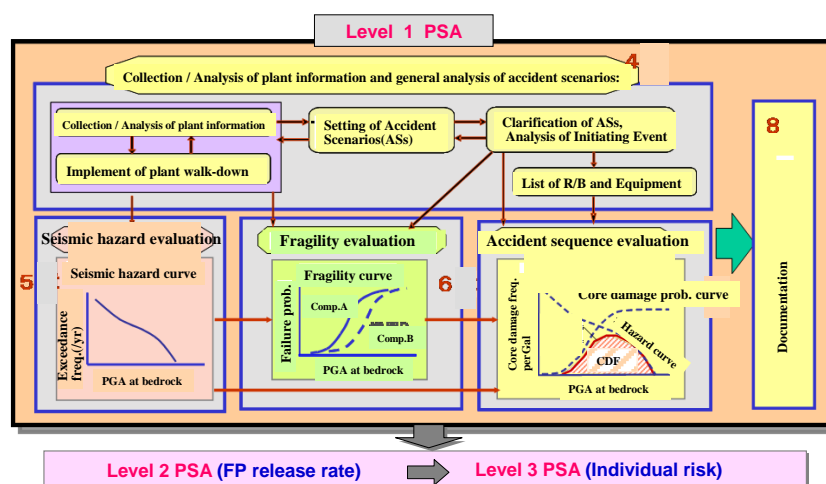 Level 1 PSA
4
Collection / Analysis of plant information and general analysis of accident scenarios:
Collection / Analysis of plant information
Implement of plant walk-down
Setting of Accident
Scenarios(ASs)
Clarification of ASs,
Analysis of Initiating Event
List of R/B and Equipment
8
Documentation
5
Seismic hazard evaluation
Seismic hazard curve
Exceedance
freq.(/yr)
PGA at bedrock
Fragility evaluation
6
Fragility curve
Failure prob.
Comp.A
Comp.B
PGA at bedrock
Accident sequence evaluation
Core damage freq.
per Gal
Core damage prob. curve
Hazard curve
CDF
PGA at bedrock
Level 2 PSA (FP release rate)
Level 3 PSA (Individual risk)